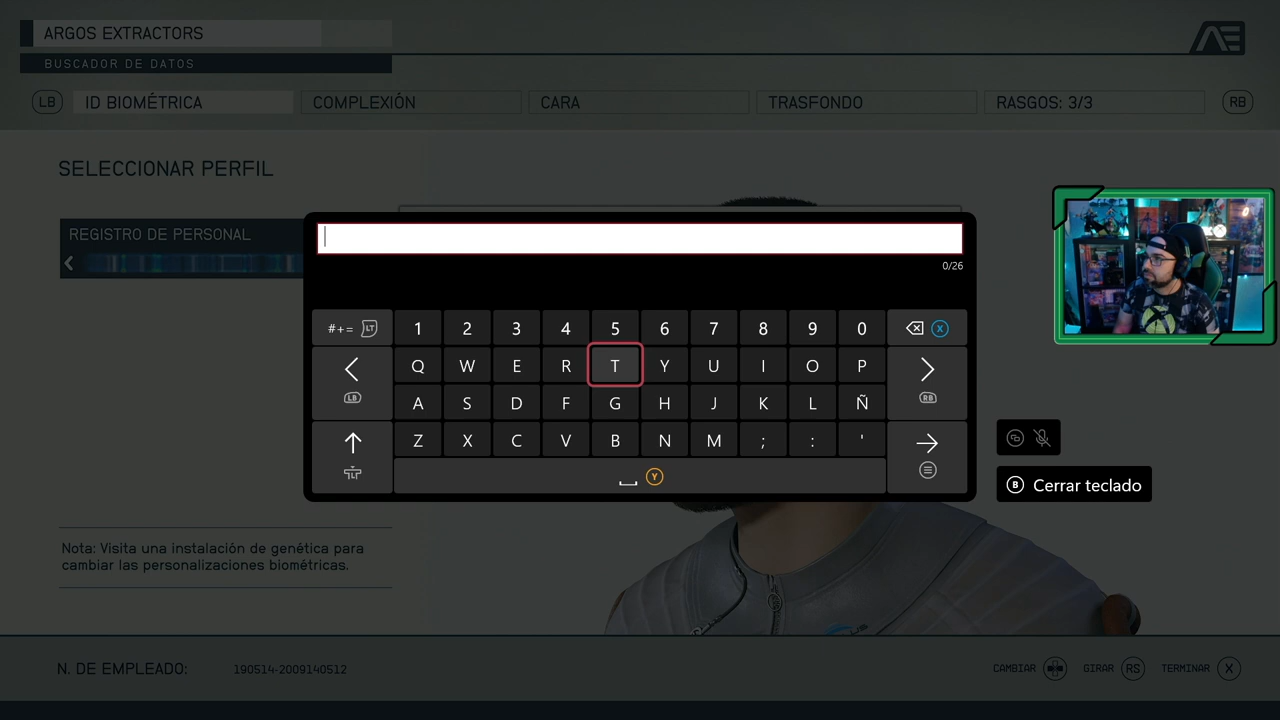 ARGOS EXTRACTORS
BUSCADOR DE DATOS
AE
LB ID BIOMÉTRICA COMPLEXIÓN CARA TRASFONDO RASGOS: 3/3 RB
SELECCIONAR PERFIL
REGISTRO DE PERSONAL
0/26
#+= LT 1 2 3 4 5 6 7 8 9 0 X
Q W E R T Y U I O P
LB A S D F G H J K L Ñ RB
Z X C V B N M ; : '
LT Y
B Cerrar teclado
Nota: Visita una instalación de genética para
cambiar las personalizaciones biométricas.
N. DE EMPLEADO: 190514-2009140512
CAMBIAR GIRAR RS TERMINAR X